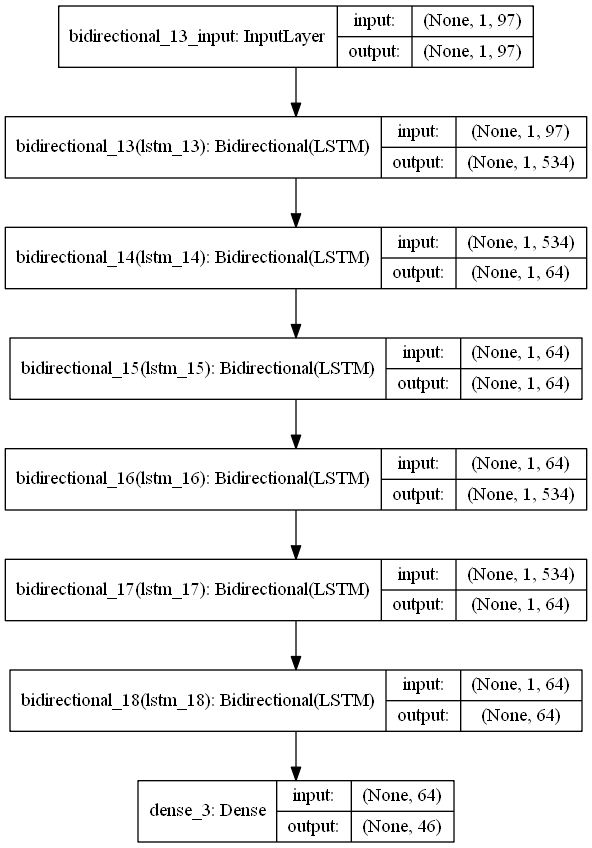 bidirectional_13_input: InputLayer
input: (None, 1, 97)
output: (None, 1, 97)
bidirectional_13(lstm_13): Bidirectional(LSTM)
input: (None, 1, 97)
output: (None, 1, 534)
bidirectional_14(lstm_14): Bidirectional(LSTM)
input: (None, 1, 534)
output: (None, 1, 64)
bidirectional_15(lstm_15): Bidirectional(LSTM)
input: (None, 1, 64)
output: (None, 1, 64)
bidirectional_16(lstm_16): Bidirectional(LSTM)
input: (None, 1, 64)
output: (None, 1, 534)
bidirectional_17(lstm_17): Bidirectional(LSTM)
input: (None, 1, 534)
output: (None, 1, 64)
bidirectional_18(lstm_18): Bidirectional(LSTM)
input: (None, 1, 64)
output: (None, 64)
dense_3: Dense
input: (None, 64)
output: (None, 46)